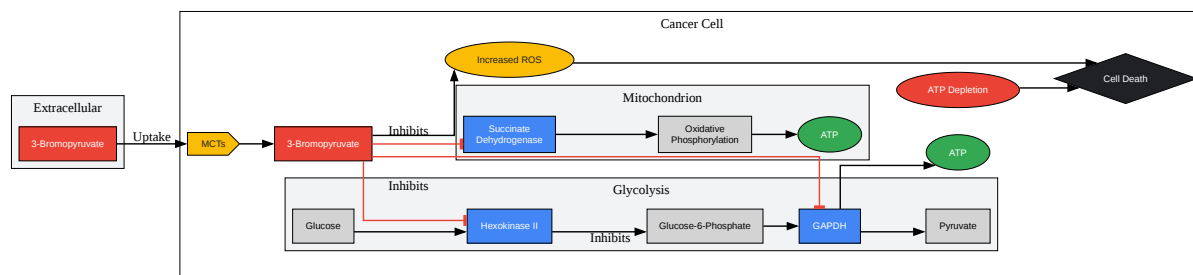 Cancer Cell
Increased ROS
Cell Death
ATP Depletion
Extracellular
3-Bromopyruvate
Uptake
MCTs
3-Bromopyruvate
Inhibits
Mitochondrion
Succinate
Dehydrogenase
Oxidative
Phosphorylation
ATP
ATP
Inhibits
Glycolysis
Glucose
Hexokinase II
Inhibits
Glucose-6-Phosphate
GAPDH
Pyruvate